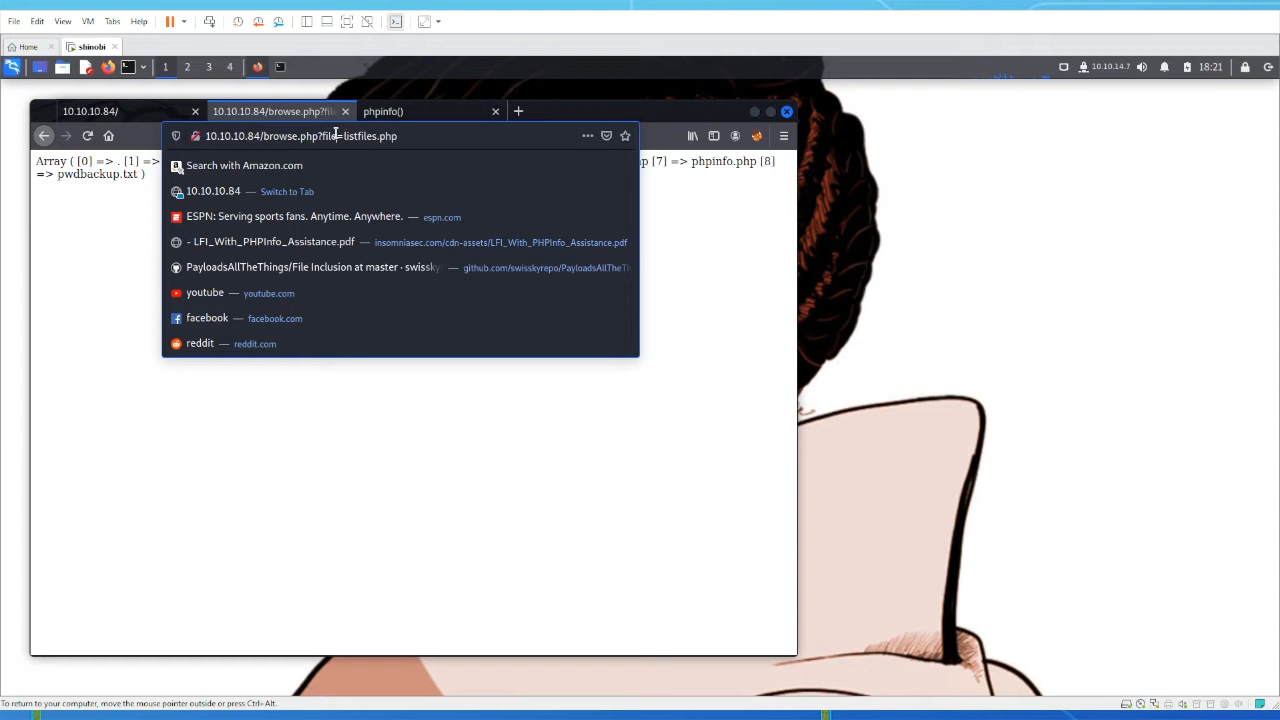 File Edit View VM Tabs Help
Home shinobi
1 2 3 4 10.10.14.7 18:21
10.10.10.84/ 10.10.10.84/browse.php?fil phpinfo()
10.10.10.84/browse.php?file=listfiles.php
Array ( [0] => . [1] => [7] => phpinfo.php [8]
=> pwdbackup.txt )
Search with Amazon.com
10.10.10.84 — Switch to Tab
ESPN: Serving sports fans. Anytime. Anywhere. — espn.com
- LFI_With_PHPInfo_Assistance.pdf — insomniasec.com/cdn-assets/LFI_With_PHPInfo_Assistance.pdf
PayloadsAllTheThings/File Inclusion at master · swissky — github.com/swisskyrepo/PayloadsAllTheTh
youtube — youtube.com
facebook — facebook.com
reddit — reddit.com
To return to your computer, move the mouse pointer outside or press Ctrl+Alt.